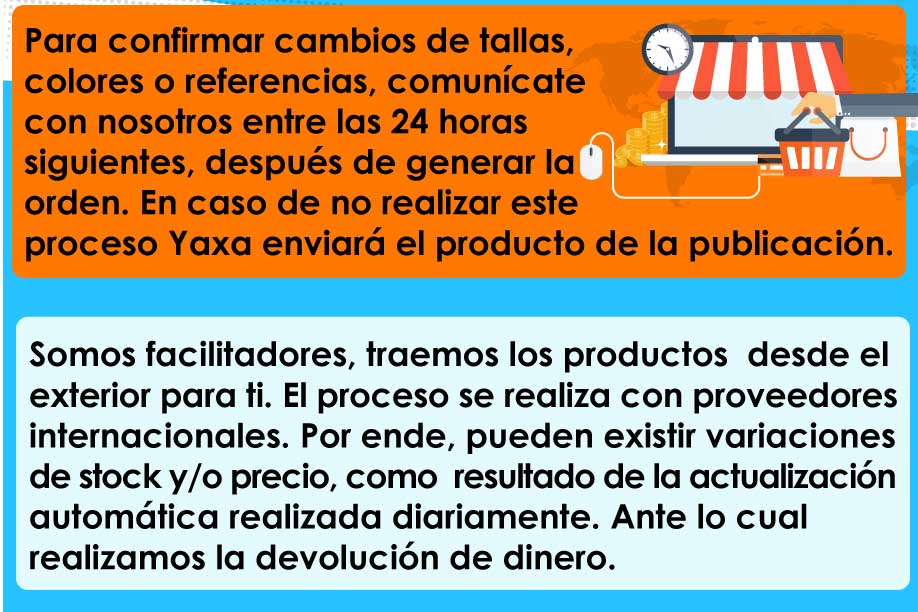 Para confirmar cambios de tallas,
colores o referencias, comunícate
con nosotros entre las 24 horas
siguientes, después de generar la
orden. En caso de no realizar este
proceso Yaxa enviará el producto de la publicación.
Somos facilitadores, traemos los productos desde el
exterior para ti. El proceso se realiza con proveedores
internacionales. Por ende, pueden existir variaciones
de stock y/o precio, como resultado de la actualización
automática realizada diariamente. Ante lo cual
realizamos la devolución de dinero.